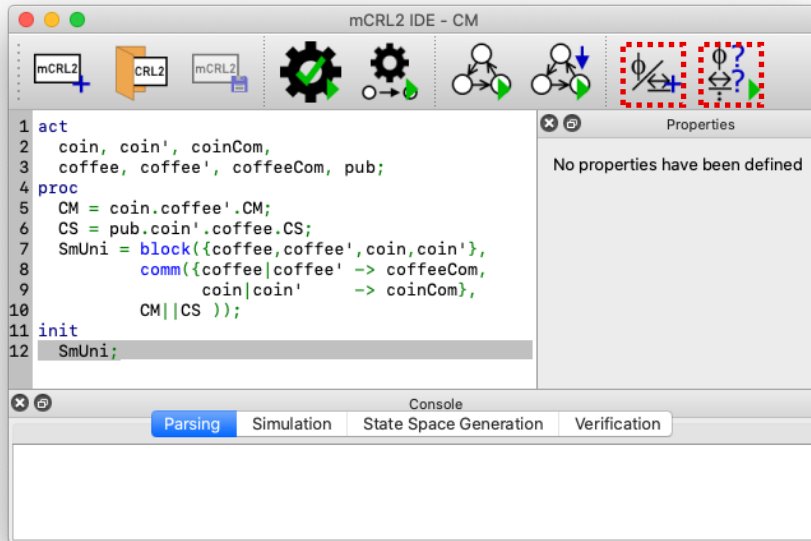 mCRL2 IDE - CM
mCRL2
CRL2
mCRL2
ϕ
ϕ ?
?
Properties
No properties have been defined
1 act
2   coin, coin', coinCom,
3   coffee, coffee', coffeeCom, pub;
4 proc
5   CM = coin.coffee'.CM;
6   CS = pub.coin'.coffee.CS;
7   SmUni = block({coffee,coffee',coin,coin'},
8           comm({coffee|coffee' -> coffeeCom,
9                 coin|coin'     -> coinCom},
10           CM||CS ));
11 init
12   SmUni;
Console
Parsing Simulation State Space Generation Verification